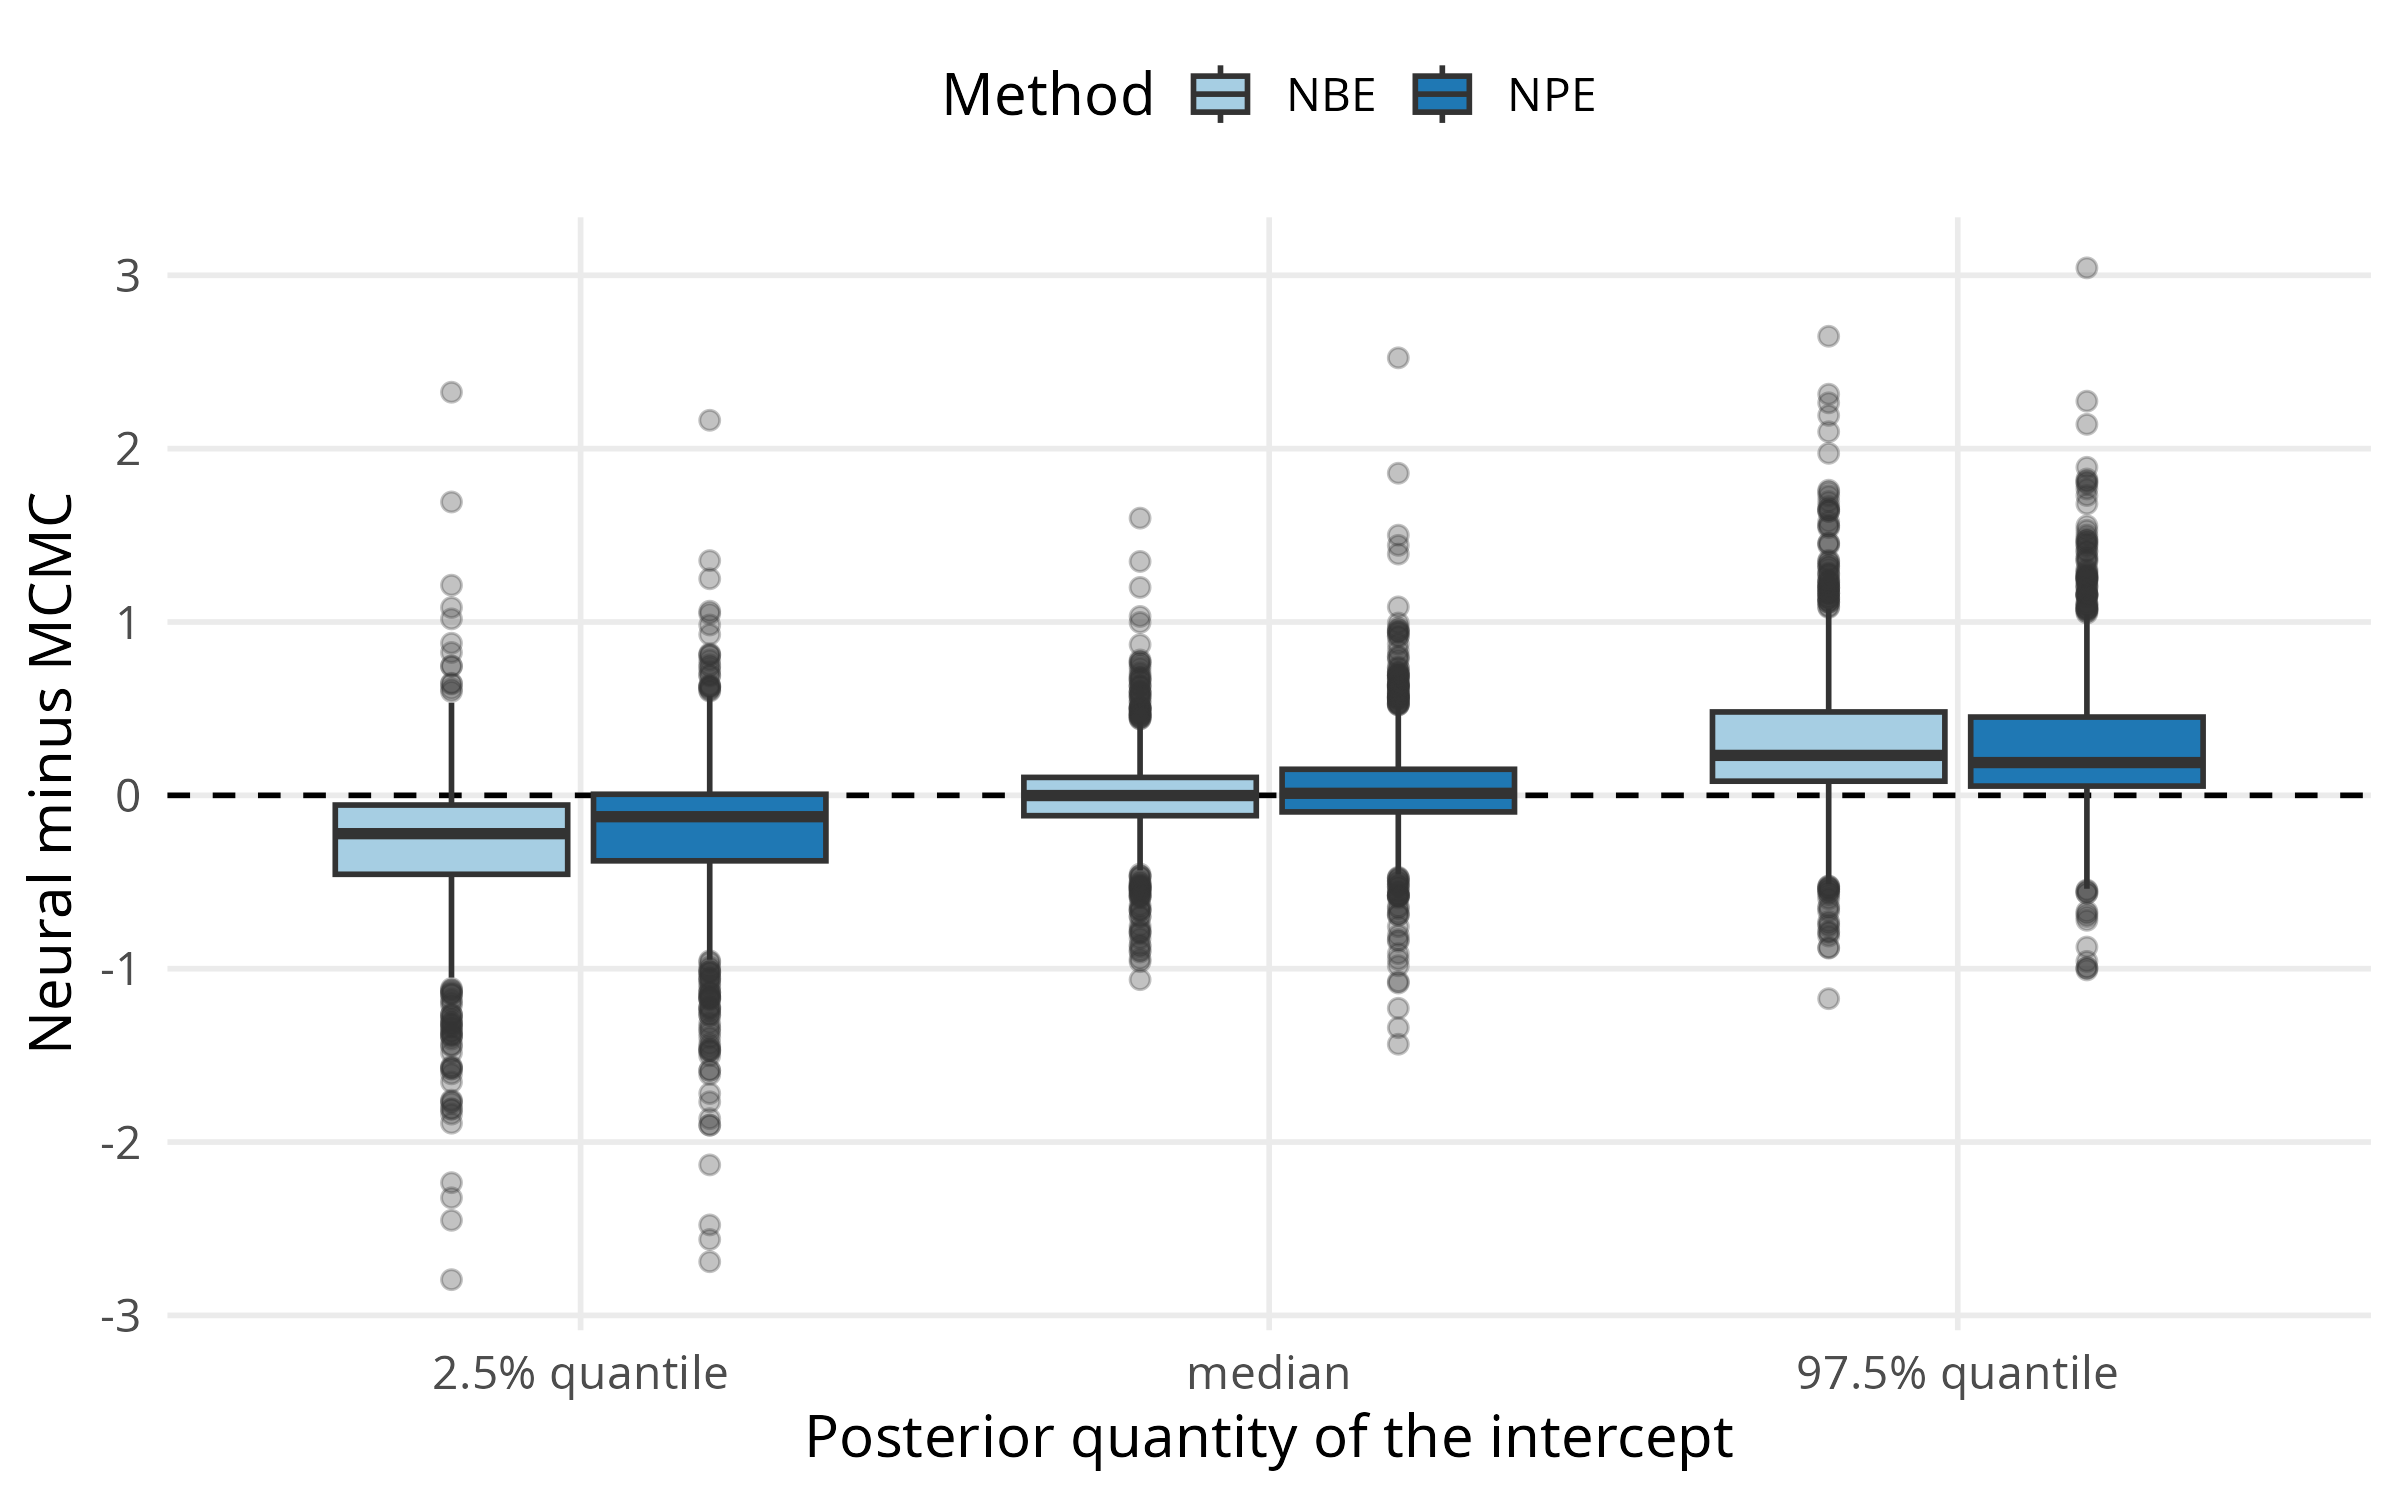 Method NBE NPE
Neural minus MCMC
3
2
1
0
-1
-2
-3
2.5% quantile median 97.5% quantile
Posterior quantity of the intercept